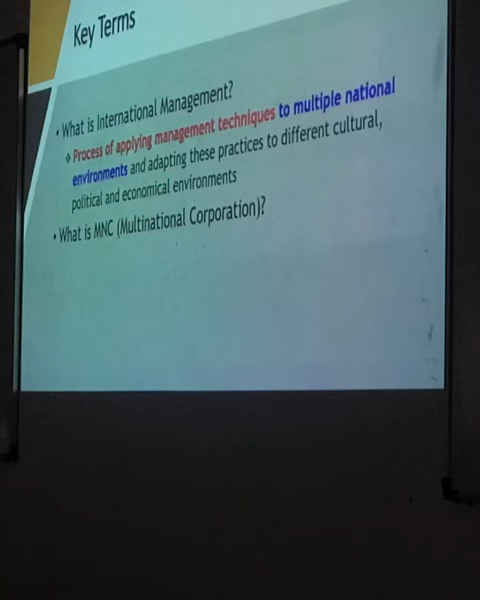 Key Terms
• What is International Management?
❖ Process of applying management techniques to multiple national
environments and adapting these practices to different cultural,
political and economical environments
• What is MNC (Multinational Corporation)?